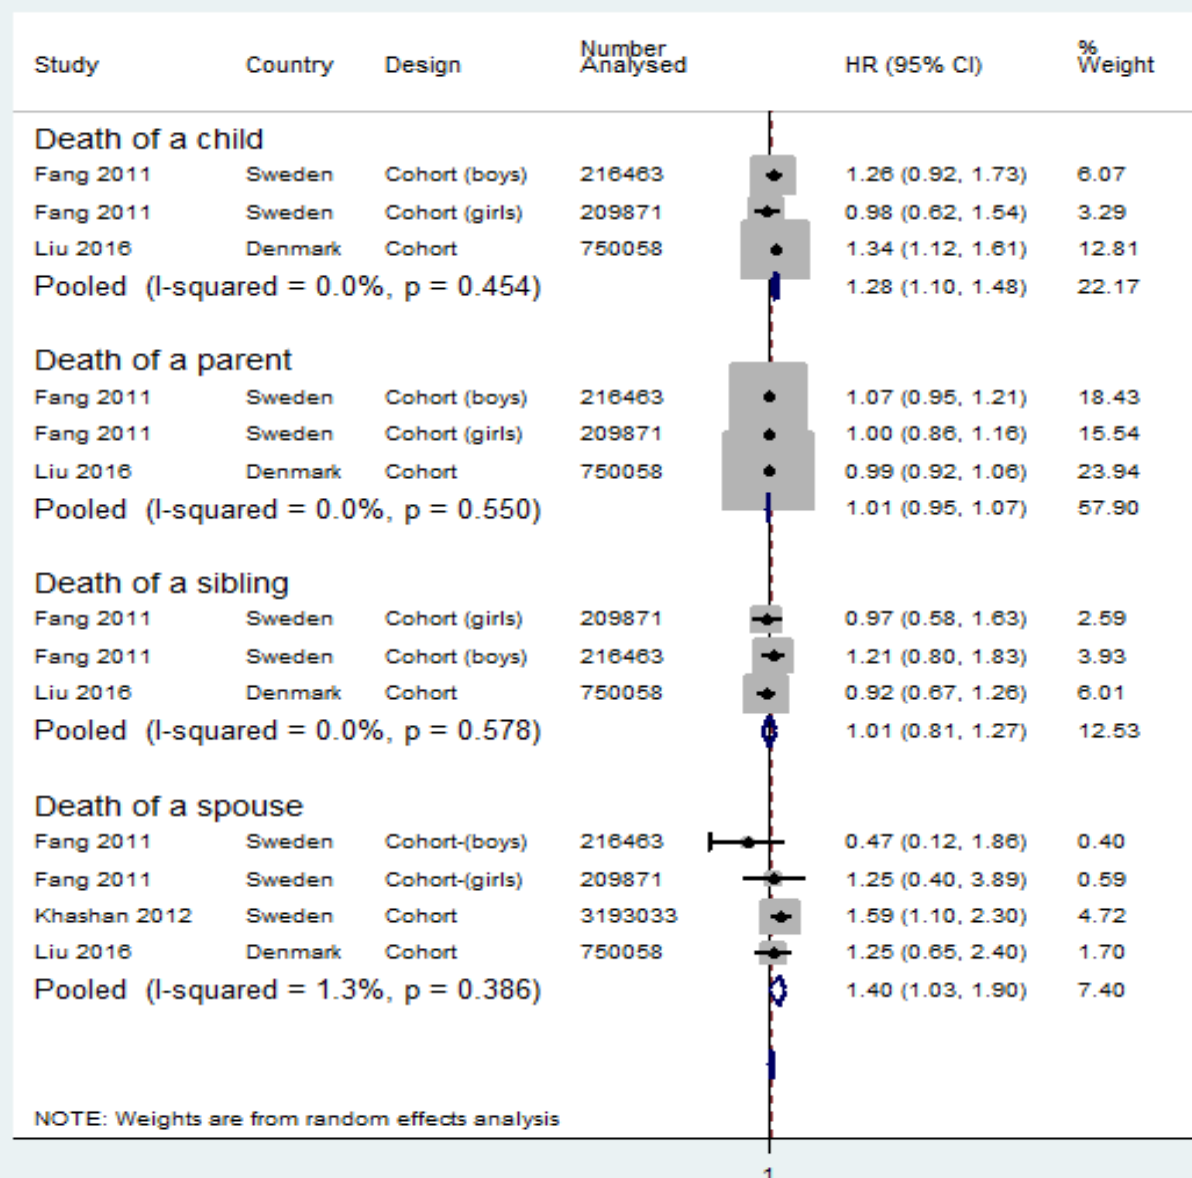 Study Country Design Number Analysed HR (95% CI) % Weight
Death of a child
Fang 2011 Sweden Cohort (boys) 216463 1.26 (0.92, 1.73) 6.07
Fang 2011 Sweden Cohort (girls) 209871 0.98 (0.62, 1.54) 3.29
Liu 2016 Denmark Cohort 750058 1.34 (1.12, 1.61) 12.81
Pooled (I-squared = 0.0%, p = 0.454) 1.28 (1.10, 1.48) 22.17
Death of a parent
Fang 2011 Sweden Cohort (boys) 216463 1.07 (0.95, 1.21) 18.43
Fang 2011 Sweden Cohort (girls) 209871 1.00 (0.86, 1.16) 15.54
Liu 2016 Denmark Cohort 750058 0.99 (0.92, 1.06) 23.94
Pooled (I-squared = 0.0%, p = 0.550) 1.01 (0.95, 1.07) 57.90
Death of a sibling
Fang 2011 Sweden Cohort (girls) 209871 0.97 (0.58, 1.63) 2.59
Fang 2011 Sweden Cohort (boys) 216463 1.21 (0.80, 1.83) 3.93
Liu 2016 Denmark Cohort 750058 0.92 (0.67, 1.26) 6.01
Pooled (I-squared = 0.0%, p = 0.578) 1.01 (0.81, 1.27) 12.53
Death of a spouse
Fang 2011 Sweden Cohort-(boys) 216463 0.47 (0.12, 1.86) 0.40
Fang 2011 Sweden Cohort-(girls) 209871 1.25 (0.40, 3.89) 0.59
Khashan 2012 Sweden Cohort 3193033 1.59 (1.10, 2.30) 4.72
Liu 2016 Denmark Cohort 750058 1.25 (0.65, 2.40) 1.70
Pooled (I-squared = 1.3%, p = 0.386) 1.40 (1.03, 1.90) 7.40
NOTE: Weights are from random effects analysis
1